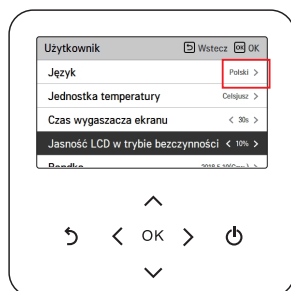 Użytkownik Wstecz OK OK
Język Polski >
Jednostka temperatury Celsjusz >
Czas wygaszacza ekranu < 30s >
Jasność LCD w trybie bezczynności < 10% >
OK